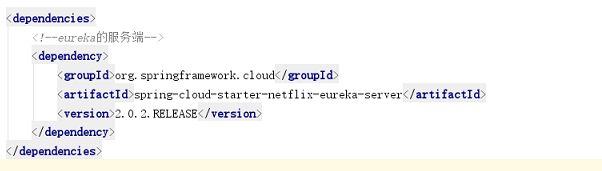 <dependencies>
<!--eureka的服务端-->
<dependency>
<groupId>org.springframework.cloud</groupId>
<artifactId>spring-cloud-starter-netflix-eureka-server</artifactId>
<version>2.0.2.RELEASE</version>
</dependency>
</dependencies>